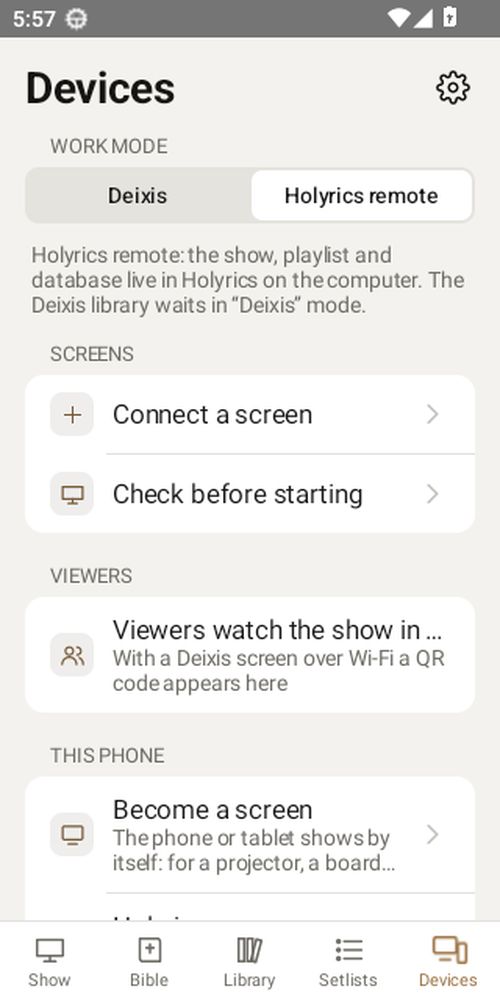 5:57
Devices
WORK MODE
Deixis
Holyrics remote
Holyrics remote: the show, playlist and
database live in Holyrics on the computer. The
Deixis library waits in “Deixis” mode.
SCREENS
Connect a screen
Check before starting
VIEWERS
Viewers watch the show in ...
With a Deixis screen over Wi-Fi a QR
code appears here
THIS PHONE
Become a screen
The phone or tablet shows by
itself: for a projector, a board...
Show
Bible
Library
Setlists
Devices